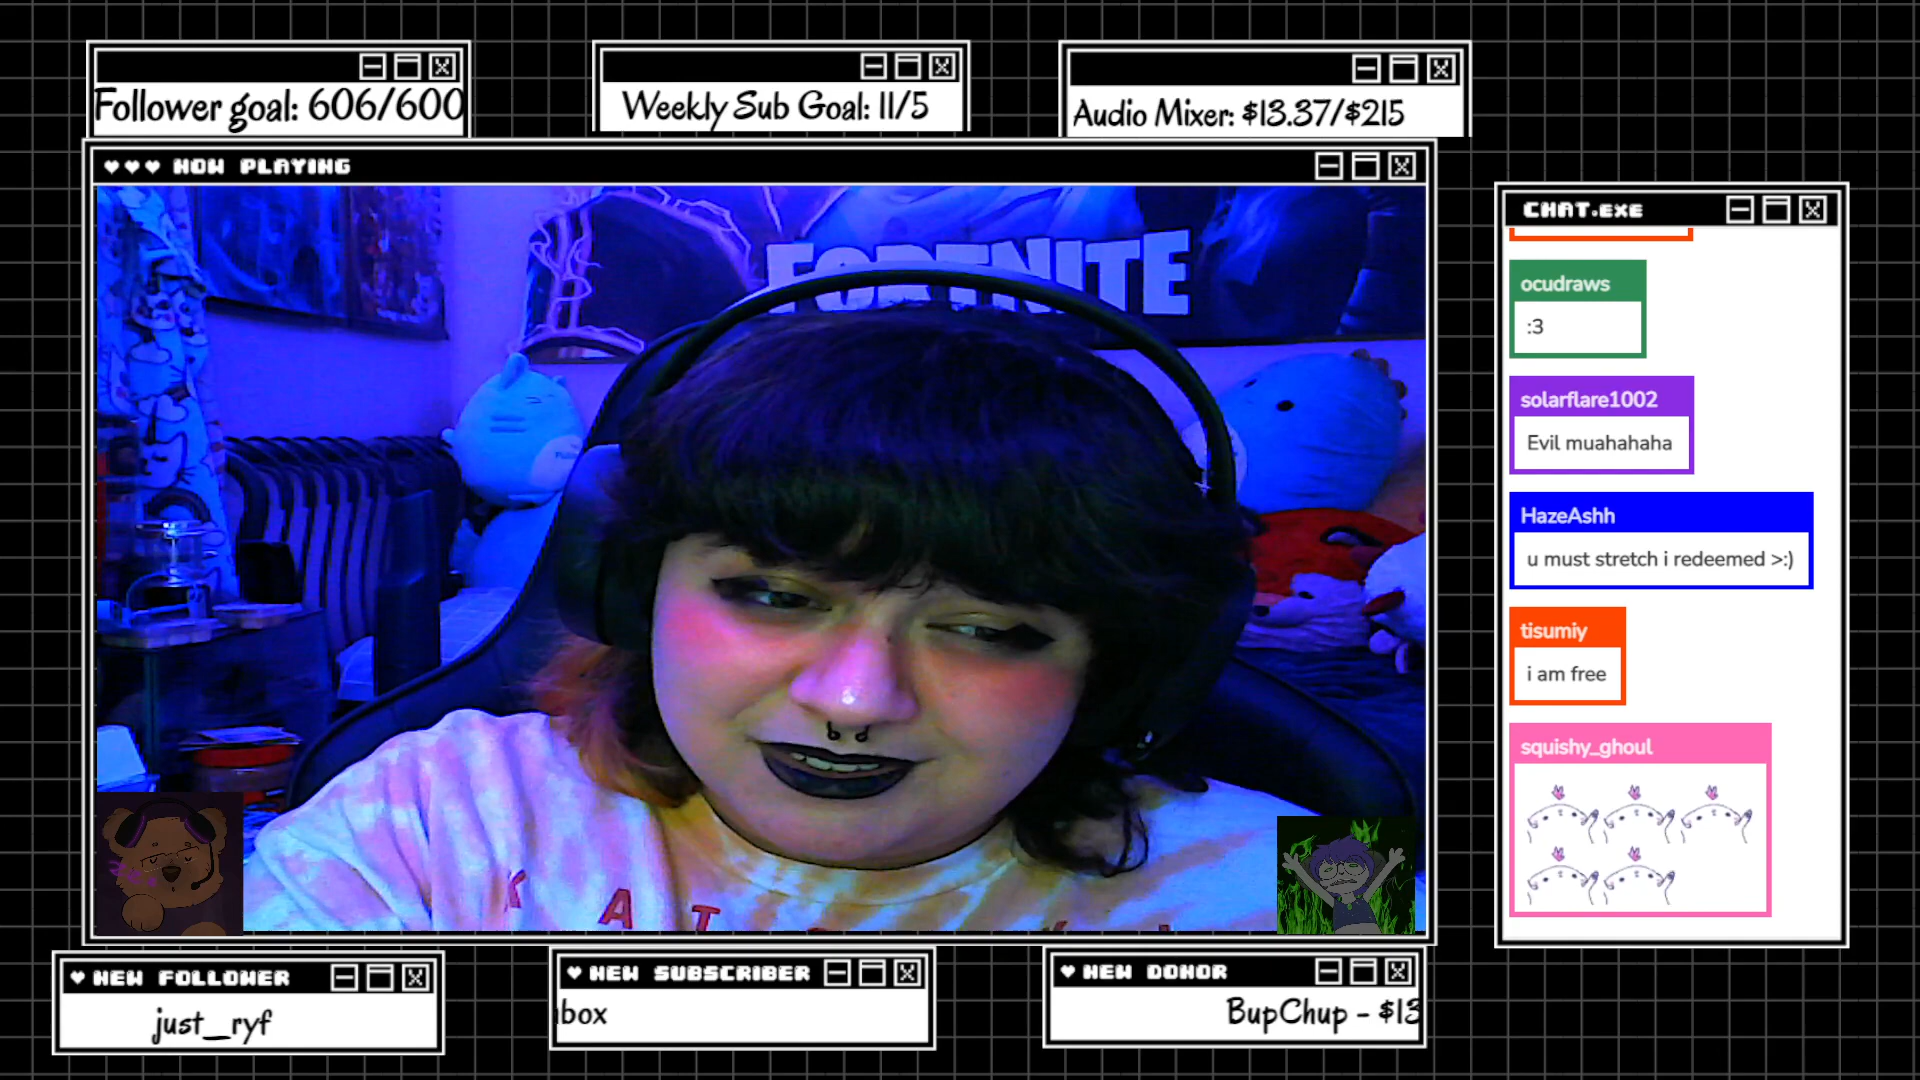 Follower goal: 606/600
Weekly Sub Goal: 11/5
Audio Mixer: $13.37/$215
♥♥♥ NOW PLAYING
FORTNITE
CHAT.EXE
ocudraws
:3
solarflare1002
Evil muahahaha
HazeAshh
u must stretch i redeemed >:)
tisumiy
i am free
squishy_ghoul
♥ NEW FOLLOWER
just__ryf
♥ NEW SUBSCRIBER
box
♥ NEW DONOR
BupChup - $13